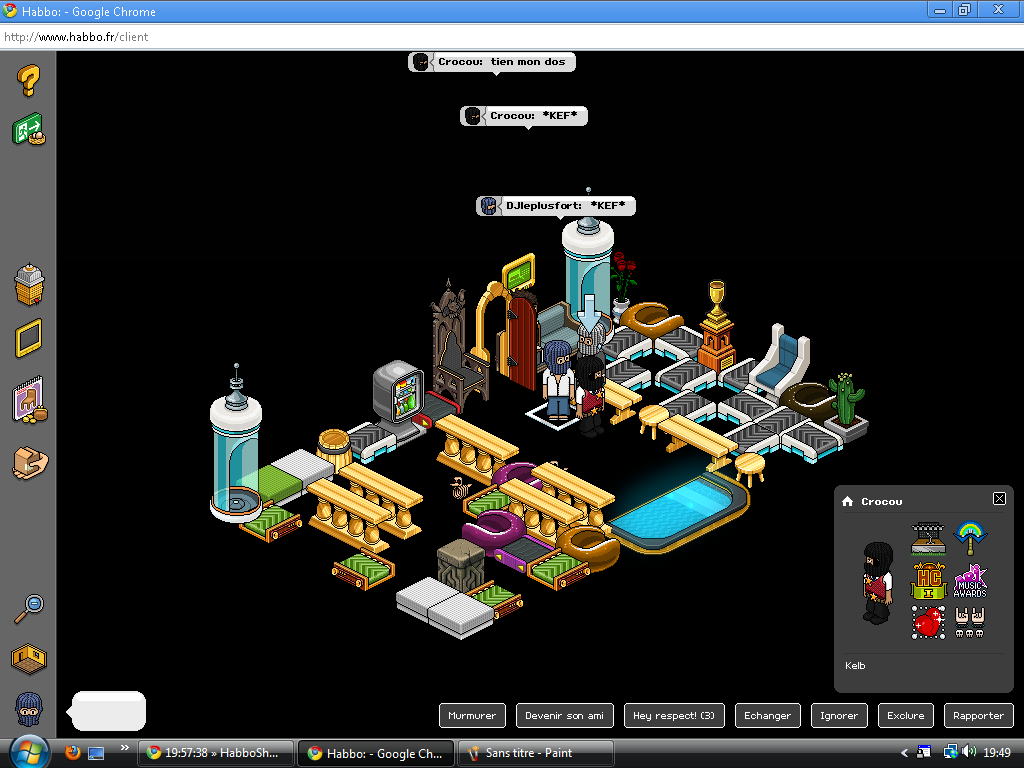 Habbo: - Google Chrome
http://www.habbo.fr/client
Crocou: tien mon dos
Crocou: *KEF*
DJleplusfort: *KEF*
Crocou
HC
I
MUSIC
AWARDS
Kelb
Murmurer
Devenir son ami
Hey respect! (3)
Echanger
Ignorer
Exclure
Rapporter
»
19:57:38 » HabboSh...
Habbo: - Google Ch...
Sans titre - Paint
19:49